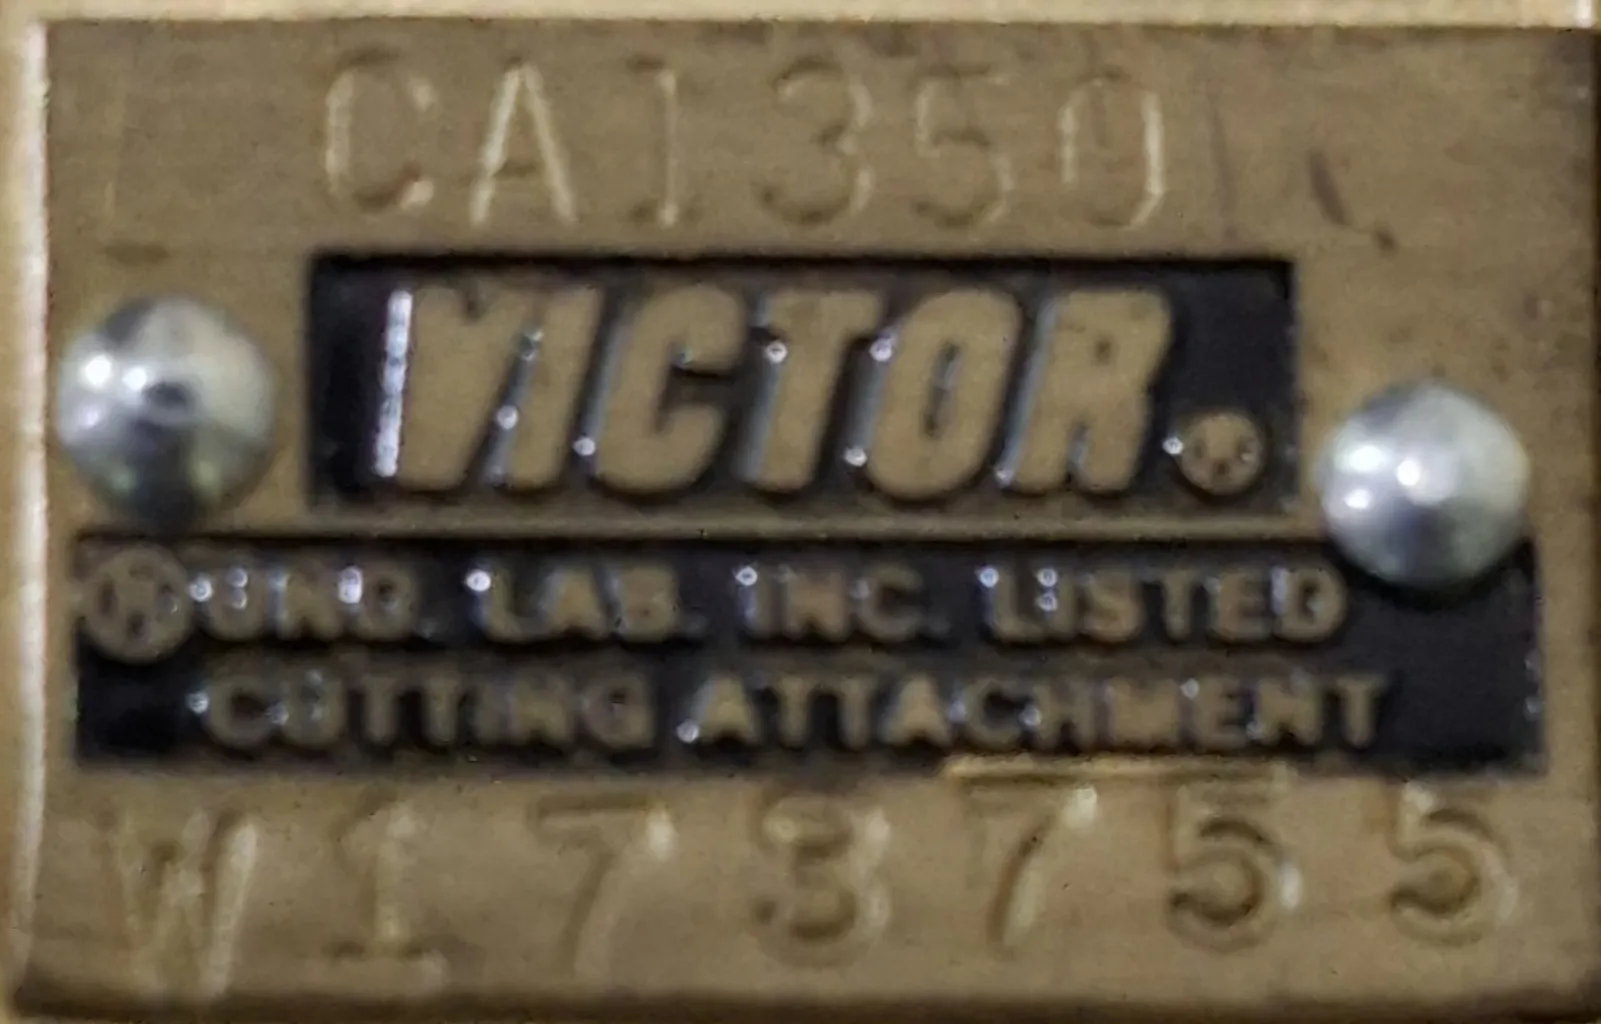 CA1350
VICTOR ®
UND. LAB. INC. LISTED
CUTTING ATTACHMENT
W173755